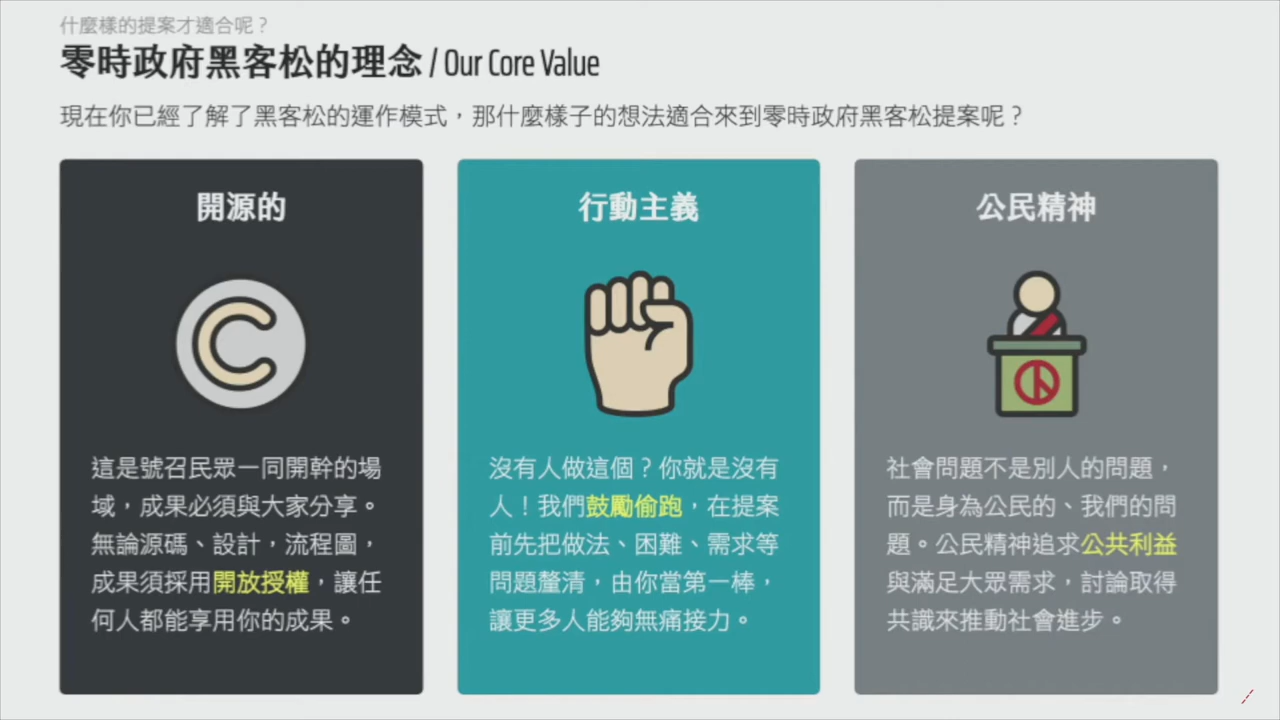 什麼樣的提案才適合呢？
零時政府黑客松的理念 / Our Core Value
現在你已經了解了黑客松的運作模式，那什麼樣子的想法適合來到零時政府黑客松提案呢？
開源的
這是號召民眾一同開幹的場
域，成果必須與大家分享。
無論源碼、設計，流程圖，
成果須採用開放授權，讓任
何人都能享用你的成果。
行動主義
沒有人做這個？你就是沒有
人！我們鼓勵偷跑，在提案
前先把做法、困難、需求等
問題釐清，由你當第一棒，
讓更多人能夠無痛接力。
公民精神
社會問題不是別人的問題，
而是身為公民的、我們的問
題。公民精神追求公共利益
與滿足大眾需求，討論取得
共識來推動社會進步。